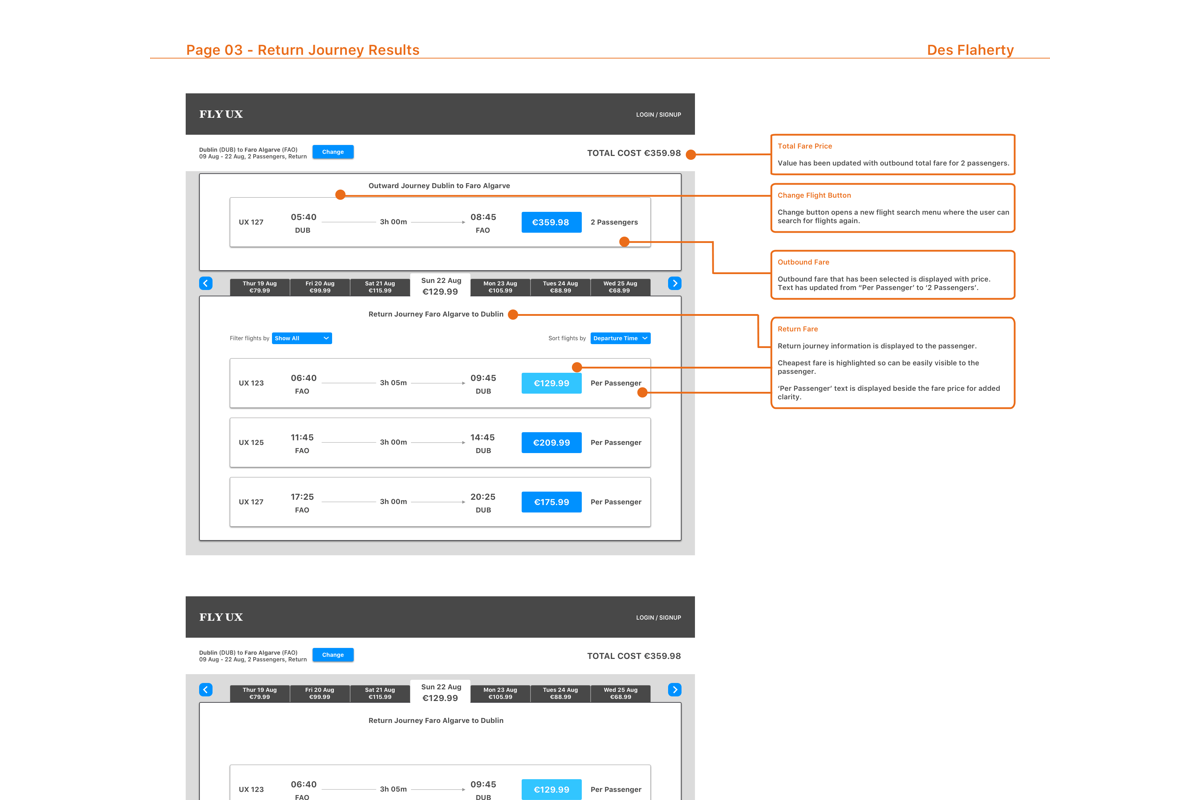 Page 03 - Return Journey Results
Des Flaherty
FLY UX
LOGIN / SIGNUP
Dublin (DUB) to Faro Algarve (FAO)
09 Aug - 22 Aug, 2 Passengers, Return
Change
TOTAL COST €359.98
Outward Journey Dublin to Faro Algarve
UX 127
05:40
DUB
3h 00m
08:45
FAO
€359.98
2 Passengers
Thur 19 Aug
€79.99
Fri 20 Aug
€99.99
Sat 21 Aug
€115.99
Sun 22 Aug
€129.99
Mon 23 Aug
€105.99
Tues 24 Aug
€88.99
Wed 25 Aug
€68.99
Return Journey Faro Algarve to Dublin
Filter flights by
Show All
Sort flights by
Departure Time
UX 123
06:40
FAO
3h 05m
09:45
DUB
€129.99
Per Passenger
UX 125
11:45
FAO
3h 00m
14:45
DUB
€209.99
Per Passenger
UX 127
17:25
FAO
3h 00m
20:25
DUB
€175.99
Per Passenger
Total Fare Price
Value has been updated with outbound total fare for 2 passengers.
Change Flight Button
Change button opens a new flight search menu where the user can
search for flights again.
Outbound Fare
Outbound fare that has been selected is displayed with price.
Text has updated from "Per Passenger' to '2 Passengers'.
Return Fare
Return journey information is displayed to the passenger.
Cheapest fare is highlighted so can be easily visible to the
passenger.
'Per Passenger' text is displayed beside the fare price for added
clarity.
FLY UX
LOGIN / SIGNUP
Dublin (DUB) to Faro Algarve (FAO)
09 Aug - 22 Aug, 2 Passengers, Return
Change
TOTAL COST €359.98
Thur 19 Aug
€79.99
Fri 20 Aug
€99.99
Sat 21 Aug
€115.99
Sun 22 Aug
€129.99
Mon 23 Aug
€105.99
Tues 24 Aug
€88.99
Wed 25 Aug
€68.99
Return Journey Faro Algarve to Dublin
UX 123
06:40
FAO
3h 05m
09:45
DUB
€129.99
Per Passenger